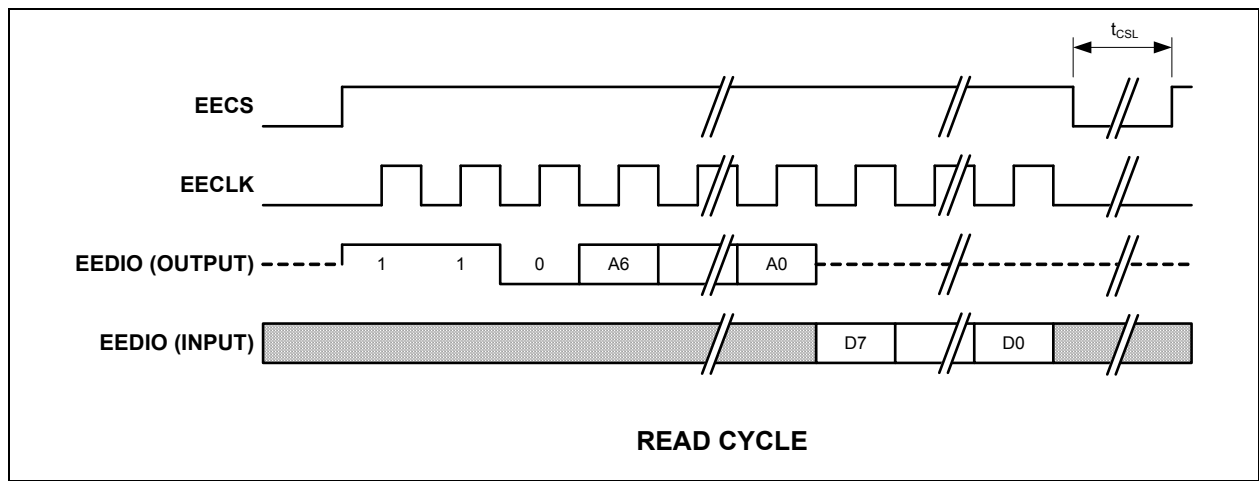 tCSL
EECS
EECLK
EEDIO (OUTPUT) 1 1 0 A6 A0
EEDIO (INPUT) D7 D0
READ CYCLE